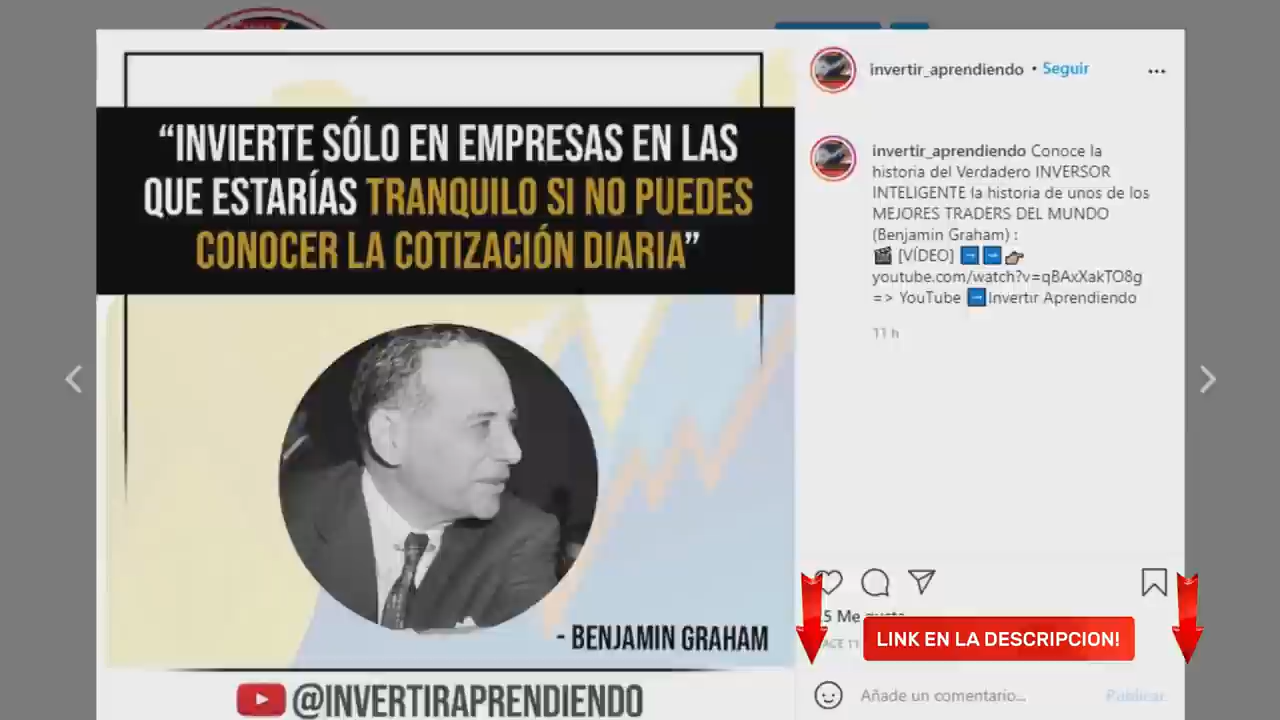 “INVIERTE SÓLO EN EMPRESAS EN LAS
QUE ESTARÍAS TRANQUILO SI NO PUEDES
CONOCER LA COTIZACIÓN DIARIA”
- BENJAMIN GRAHAM
@INVERTIRAPRENDIENDO
invertir_aprendiendo • Seguir
invertir_aprendiendo Conoce la
historia del Verdadero INVERSOR
INTELIGENTE la historia de unos de los
MEJORES TRADERS DEL MUNDO
(Benjamin Graham) :
🎬 [VÍDEO] ➡️➡️👉
youtube.com/watch?v=qBAxXakTO8g
=> YouTube ➡️Invertir Aprendiendo
11 h
5 Me gusta
11
LINK EN LA DESCRIPCION!
Añade un comentario...
Publicar